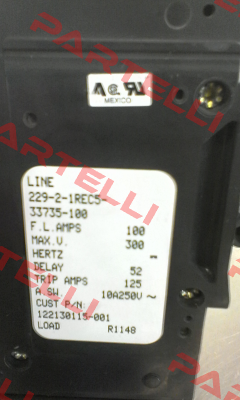 MEXICO
LINE
229-2-1REC5-
33735-100
F.L.AMPS 100
MAX.V. 300
HERTZ =
DELAY 52
TRIP AMPS 125
A.SW. 10A250V ~
CUST P/N:
122130115-001
LOAD R1148
PARTELLI